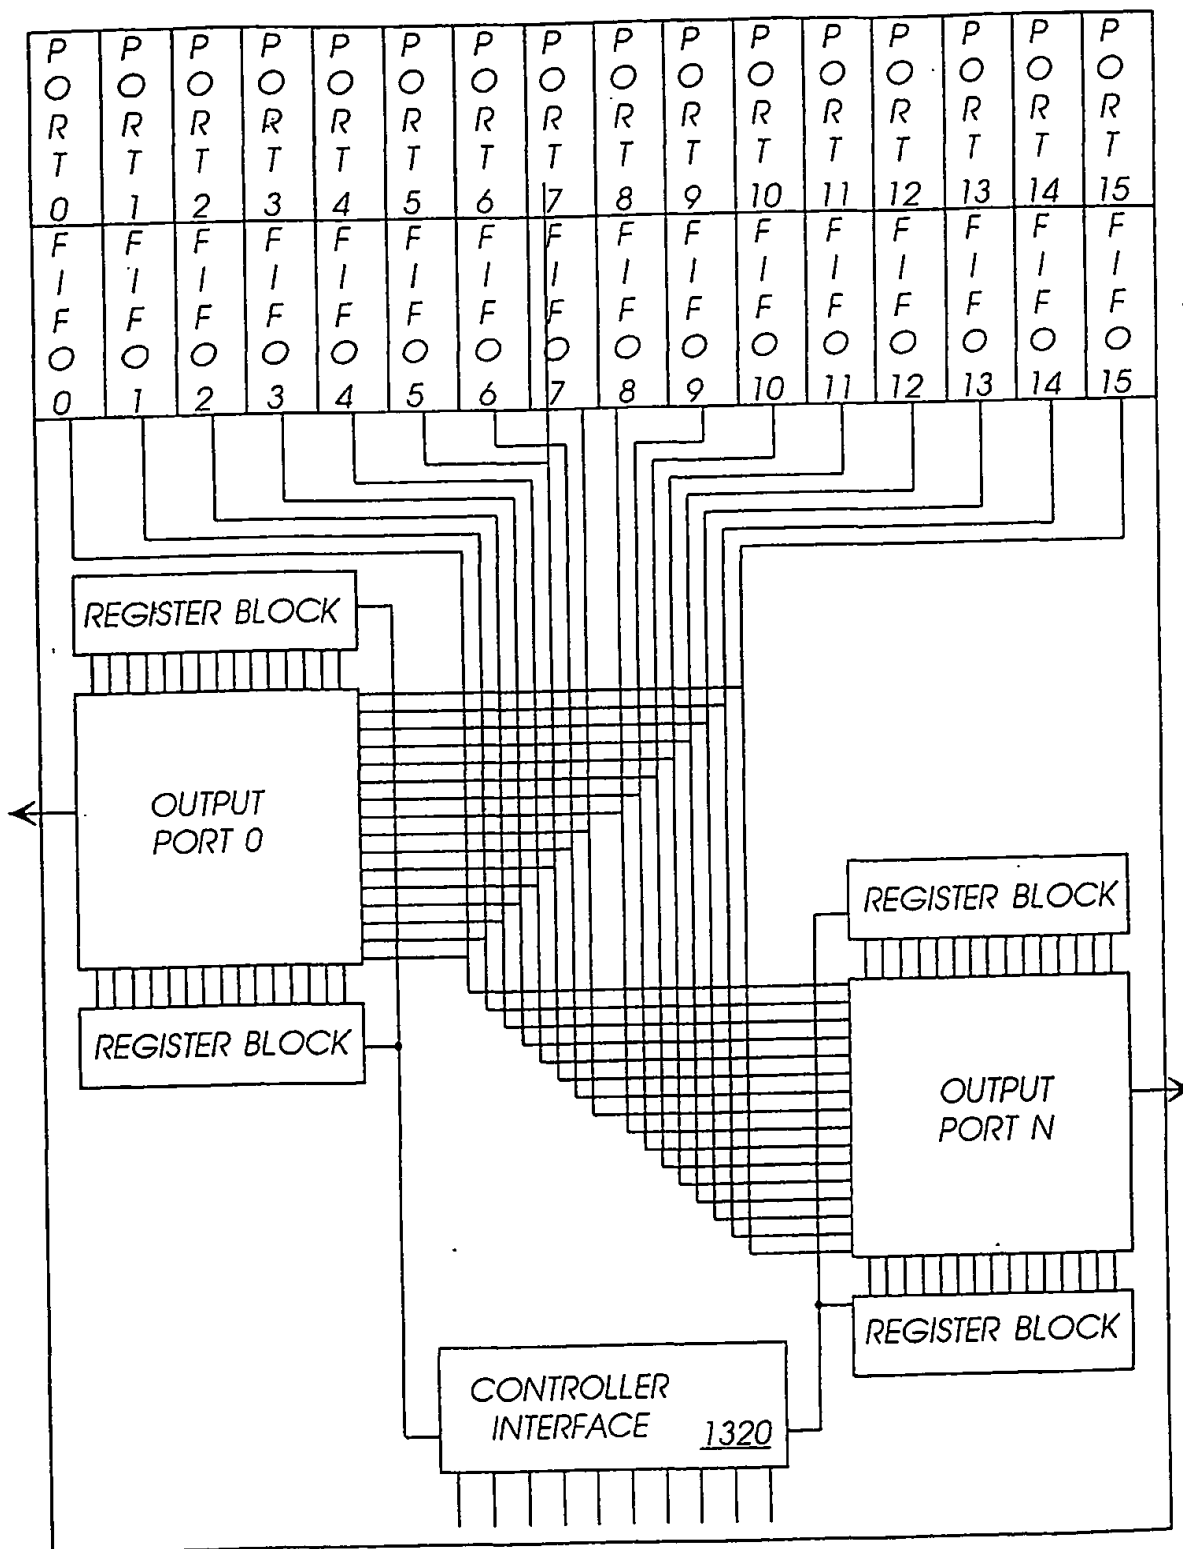 PORT 0
PORT 1
PORT 2
PORT 3
PORT 4
PORT 5
PORT 6
PORT 7
PORT 8
PORT 9
PORT 10
PORT 11
PORT 12
PORT 13
PORT 14
PORT 15
FIFO 0
FIFO 1
FIFO 2
FIFO 3
FIFO 4
FIFO 5
FIFO 6
FIFO 7
FIFO 8
FIFO 9
FIFO 10
FIFO 11
FIFO 12
FIFO 13
FIFO 14
FIFO 15
REGISTER BLOCK
OUTPUT
PORT 0
REGISTER BLOCK
REGISTER BLOCK
OUTPUT
PORT N
REGISTER BLOCK
CONTROLLER
INTERFACE 1320